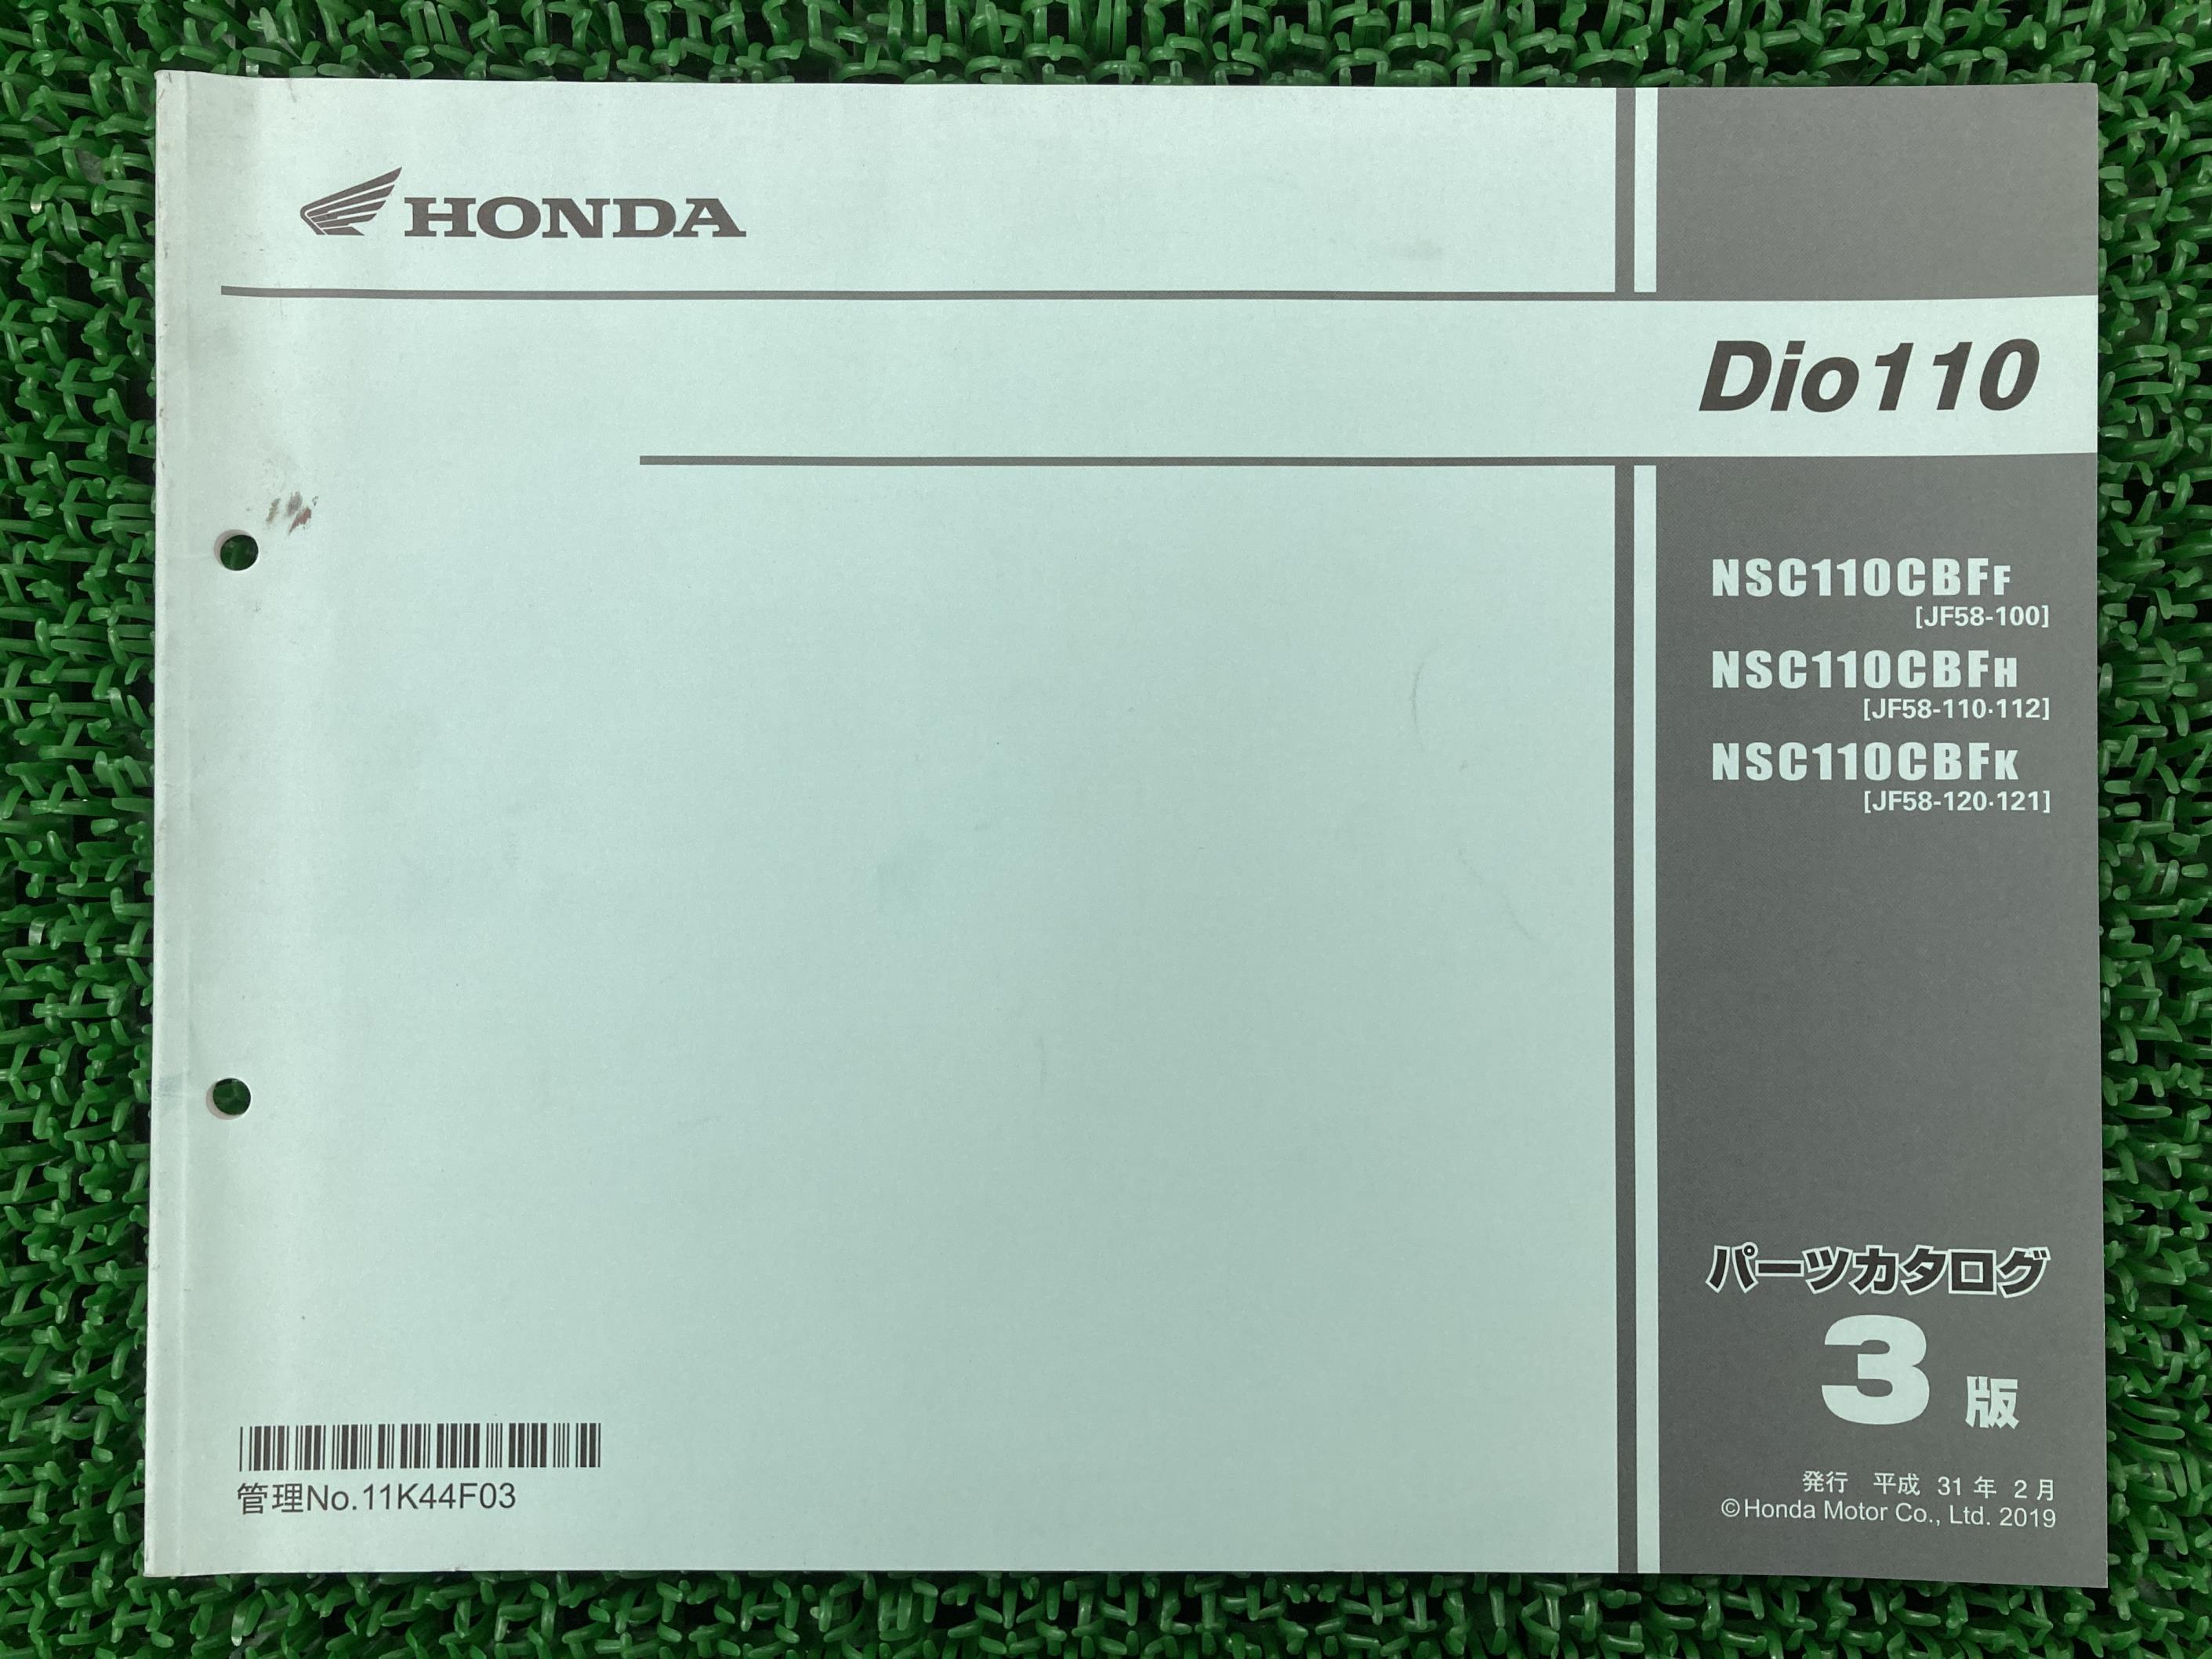 HONDA
Dio110
NSC110CBFF
[JF58-100]
NSC110CBFH
[JF58-110·112]
NSC110CBFK
[JF58-120·121]
パーツカタログ
3 版
発行 平成 31 年 2 月
©Honda Motor Co., Ltd. 2019
管理No.11K44F03